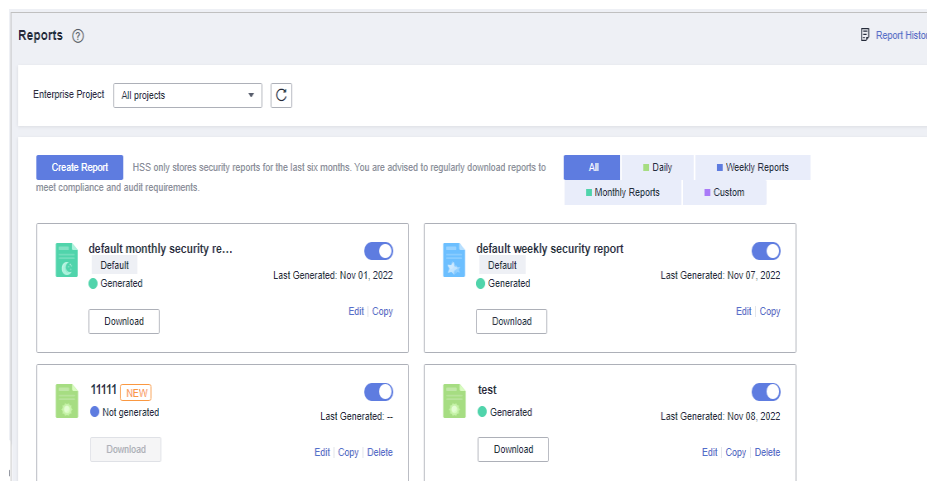 Reports ?
Report Histor
Enterprise Project All projects
Create Report HSS only stores security reports for the last six months. You are advised to regularly download reports to
meet compliance and audit requirements.
All Daily Weekly Reports
Monthly Reports Custom
default monthly security re...
Default
Generated
Last Generated: Nov 01, 2022
Edit | Copy
Download
default weekly security report
Default
Generated
Last Generated: Nov 07, 2022
Edit | Copy
Download
11111 NEW
Not generated
Last Generated: --
Download
Edit | Copy | Delete
test
Generated
Last Generated: Nov 08, 2022
Download
Edit | Copy | Delete